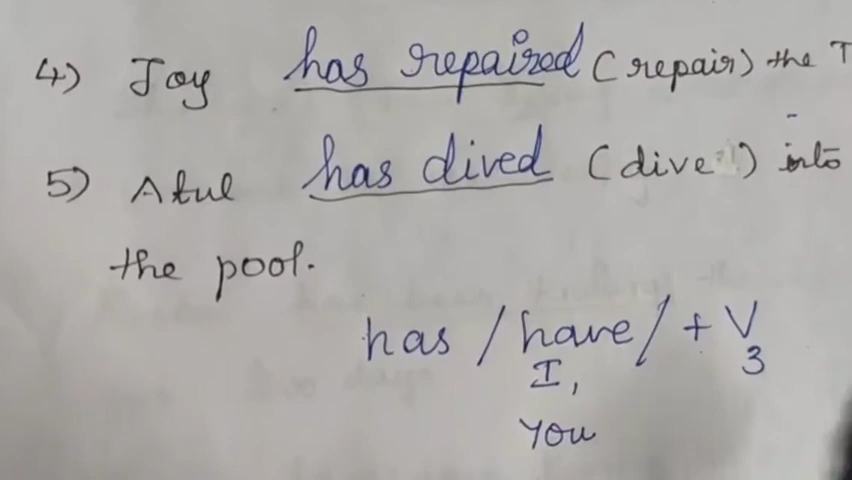 4) Joy has repaired (repair) the T
5) Atul has dived (dive) into
the pool.
has / have / + V3
I,
You